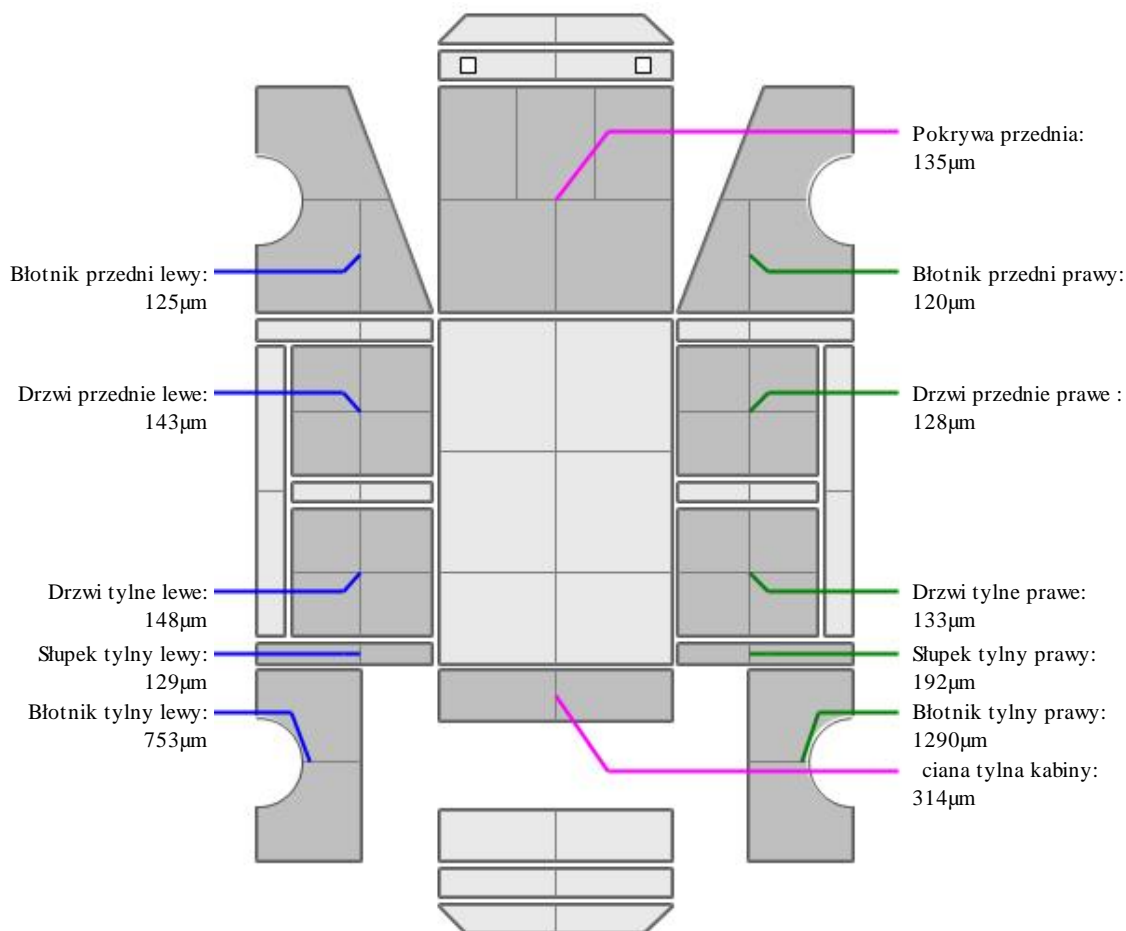 Pokrywa przednia:
135µm
Błotnik przedni lewy:
125µm
Błotnik przedni prawy:
120µm
Drzwi przednie lewe:
143µm
Drzwi przednie prawe :
128µm
Drzwi tylne lewe:
148µm
Drzwi tylne prawe:
133µm
Słupek tylny lewy:
129µm
Słupek tylny prawy:
192µm
Błotnik tylny lewy:
753µm
Błotnik tylny prawy:
1290µm
ciana tylna kabiny:
314µm